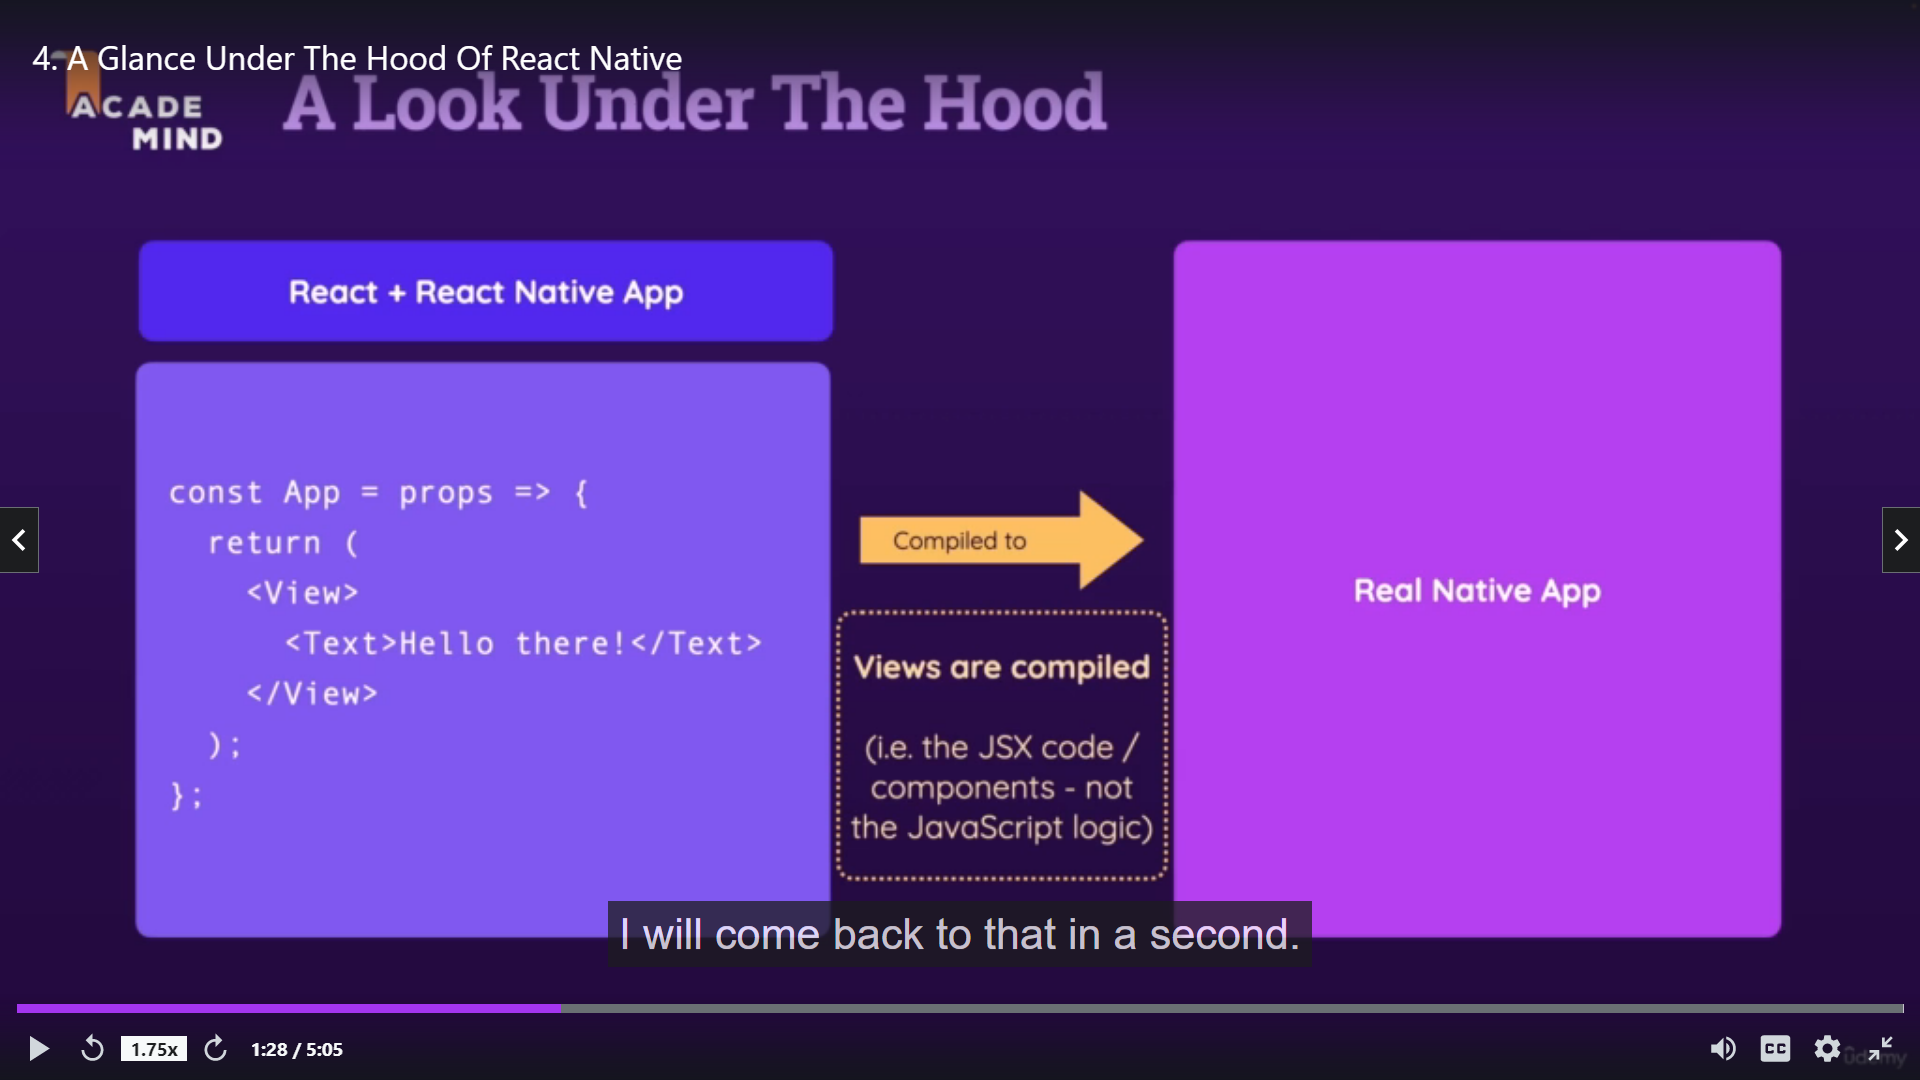 4. A Glance Under The Hood Of React Native
ACADE
MIND
A Look Under The Hood
React + React Native App
const App = props => {
return (
<View>
<Text>Hello there!</Text>
</View>
);
};
Compiled to
Views are compiled
(i.e. the JSX code /
components - not
the JavaScript logic)
Real Native App
I will come back to that in a second.
1.75x
1:28 / 5:05
CC
udemy